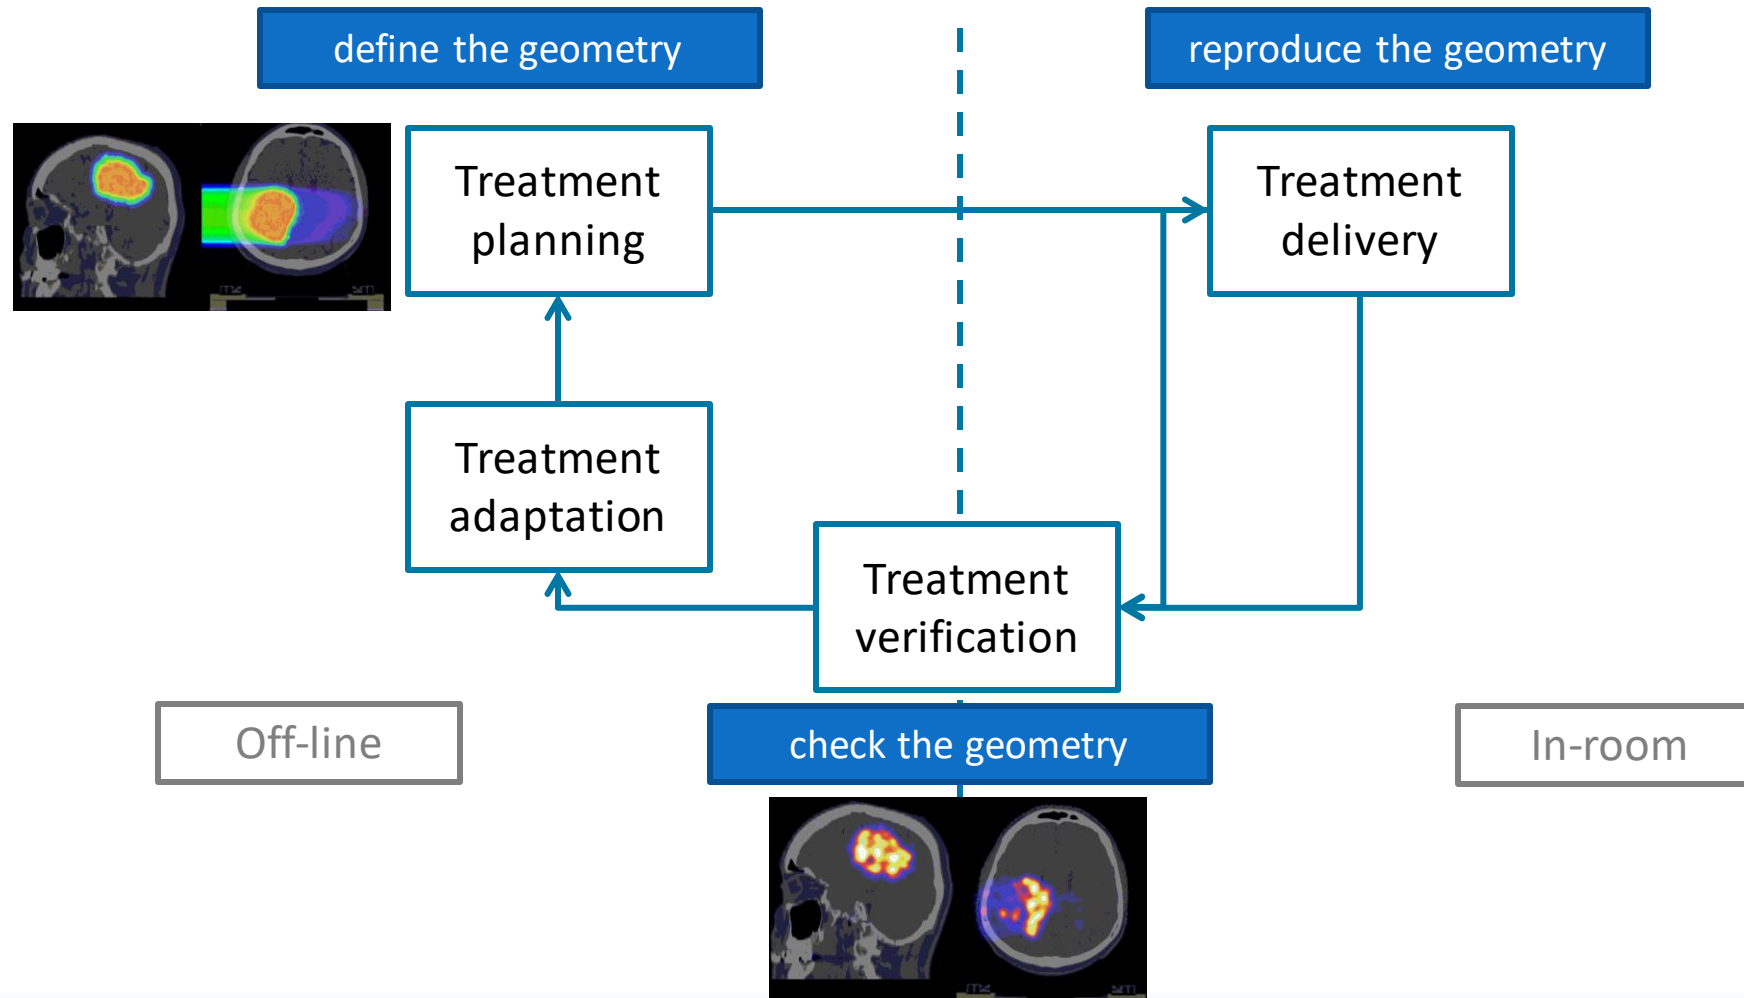 define the geometry
reproduce the geometry
Treatment
planning
Treatment
delivery
Treatment
adaptation
Treatment
verification
Off-line
check the geometry
In-room